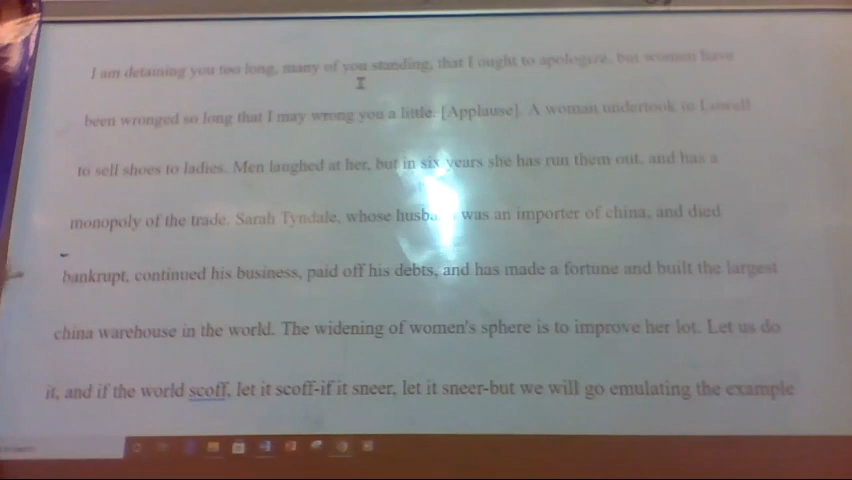 I am detaining you too long, many of you standing, that I ought to apologize, but women have
been wronged so long that I may wrong you a little. [Applause]. A woman undertook in Lowell
to sell shoes to ladies. Men laughed at her, but in six years she has run them out, and has a
monopoly of the trade. Sarah Tyndale, whose was an importer of china, and died
bankrupt, continued his business, paid off his debts, and has made a fortune and built the largest
china warehouse in the world. The widening of women's sphere is to improve her lot. Let us do
it, and if the world scoff, let it scoff-if it sneer, let it sneer-but we will go emulating the example